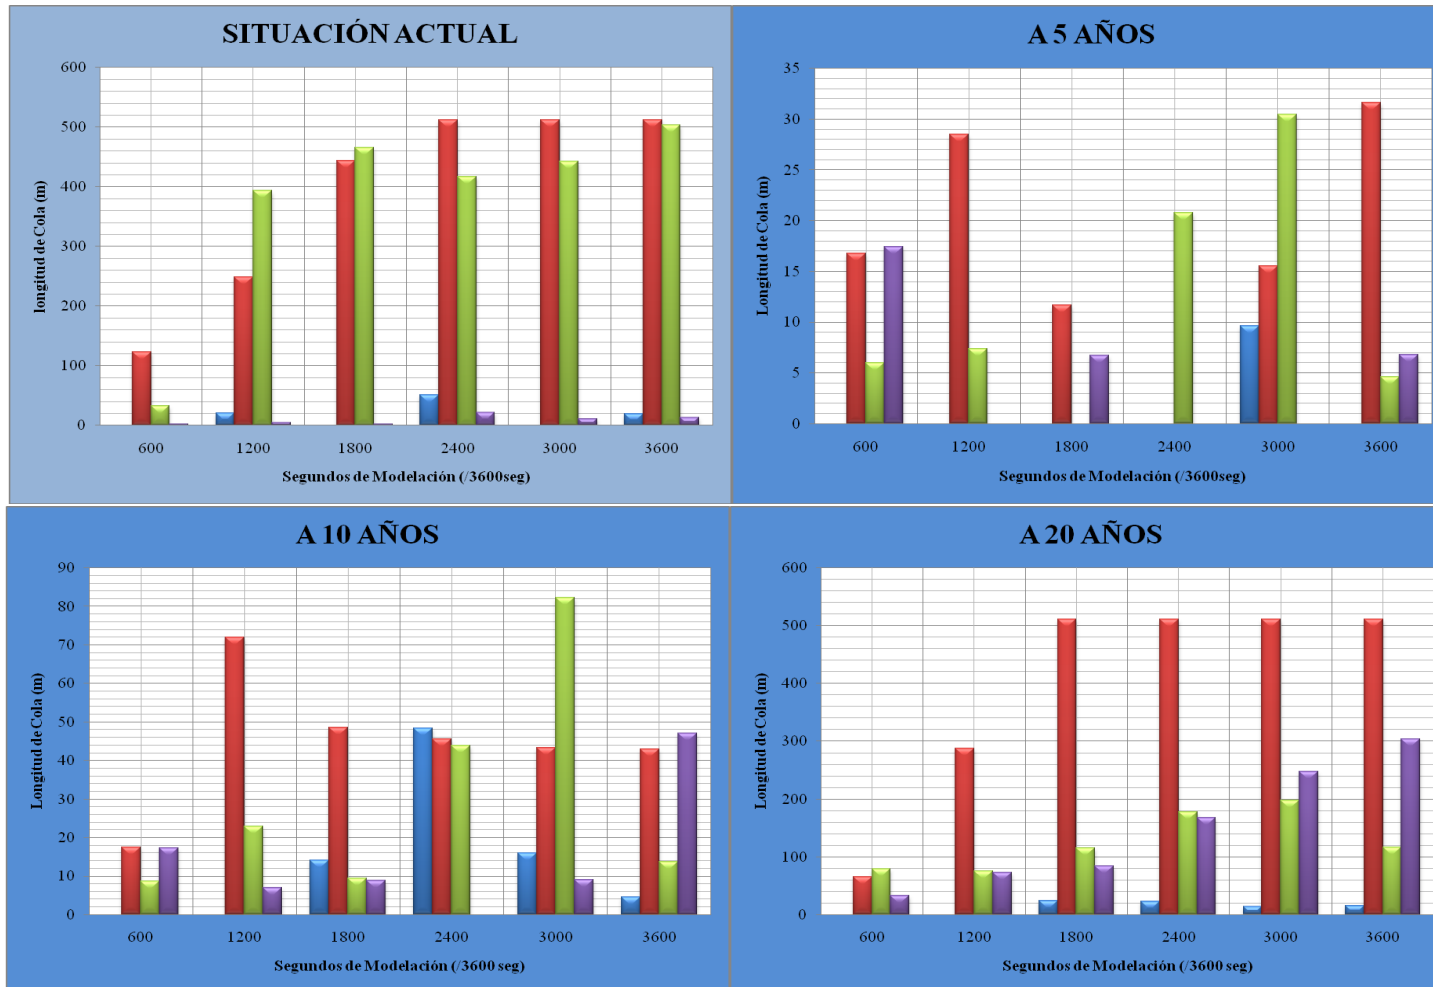 SITUACIÓN ACTUAL
600
500
400
300
200
100
0
longitud de Cola (m)
600 1200 1800 2400 3000 3600
Segundos de Modelación (/3600seg)
A 5 AÑOS
35
30
25
20
15
10
5
0
Longitud de Cola (m)
600 1200 1800 2400 3000 3600
Segundos de Modelación (/3600seg)
A 10 AÑOS
90
80
70
60
50
40
30
20
10
0
Longitud de Cola (m)
600 1200 1800 2400 3000 3600
Segundos de Modelación (/3600 seg)
A 20 AÑOS
600
500
400
300
200
100
0
Longitud de Cola (m)
600 1200 1800 2400 3000 3600
Segundos de Modelación (/3600 seg)